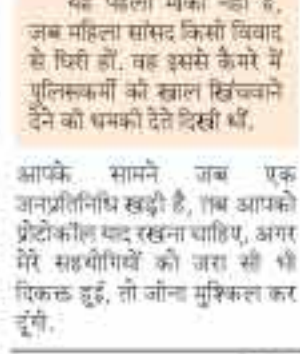 यह पहला मौका नहीं है,
जब महिला सांसद किसी विवाद
से घिरी हों. वह इससे कैमरे में
पुलिसकर्मी को खाल खिंचवाने
देने की धमकी देते दिखी थीं.
आपके सामने जब एक
जनप्रतिनिधि खड़ी है, तब आपको
प्रोटोकॉल याद रखना चाहिए, अगर
मेरे सहयोगियों को जरा सी भी
दिक्कत हुई, तो जीना मुश्किल कर
दूंगी.